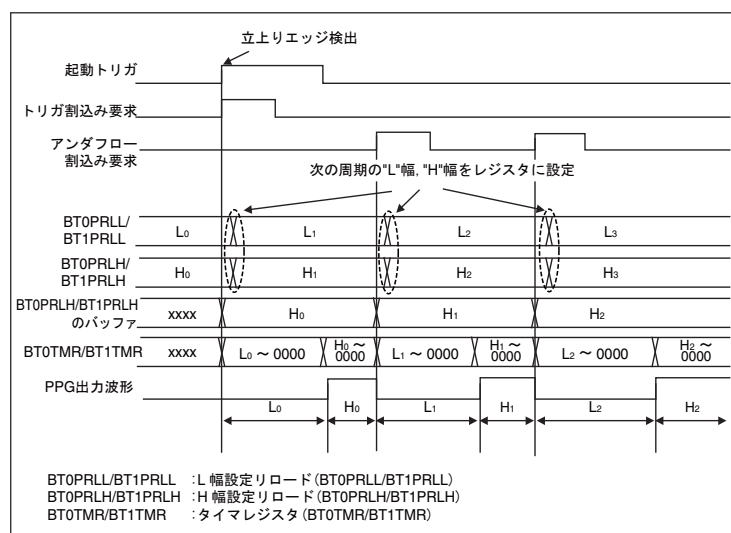 立上りエッジ検出
起動トリガ
トリガ割込み要求
アンダフロー
割込み要求
次の周期の"L"幅, "H"幅をレジスタに設定
BT0PRLL/
BT1PRLL
L0 L1 L2 L3
BT0PRLH/
BT1PRLH
H0 H1 H2 H3
BT0PRLH/BT1PRLH
のバッファ
xxxx H0 H1 H2
BT0TMR/BT1TMR
xxxx L0 ～ 0000 H0 ～ 0000 L1 ～ 0000 H1 ～ 0000 L2 ～ 0000 H2 ～ 0000
PPG出力波形
L0 H0 L1 H1 L2 H2
BT0PRLL/BT1PRLL :L 幅設定リロード(BT0PRLL/BT1PRLL)
BT0PRLH/BT1PRLH :H 幅設定リロード(BT0PRLH/BT1PRLH)
BT0TMR/BT1TMR :タイマレジスタ(BT0TMR/BT1TMR)